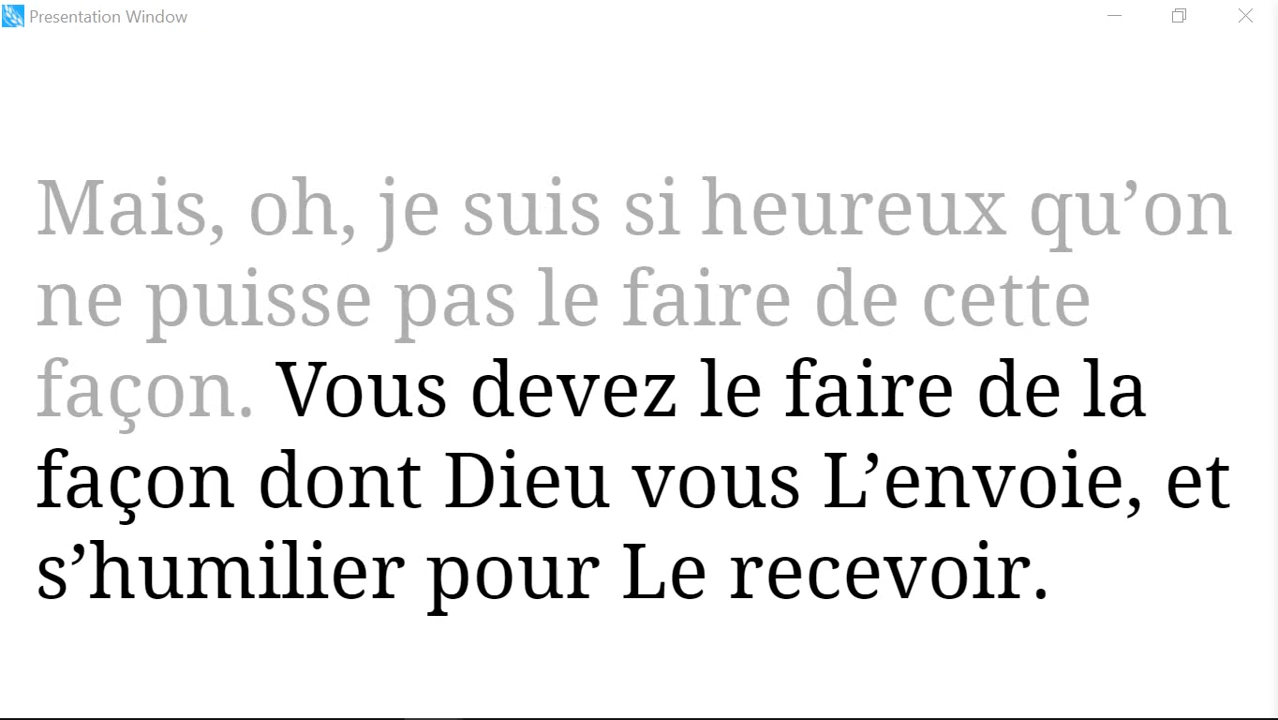 Presentation Window
Mais, oh, je suis si heureux qu’on
ne puisse pas le faire de cette
façon. Vous devez le faire de la
façon dont Dieu vous L’envoie, et
s’humilier pour Le recevoir.